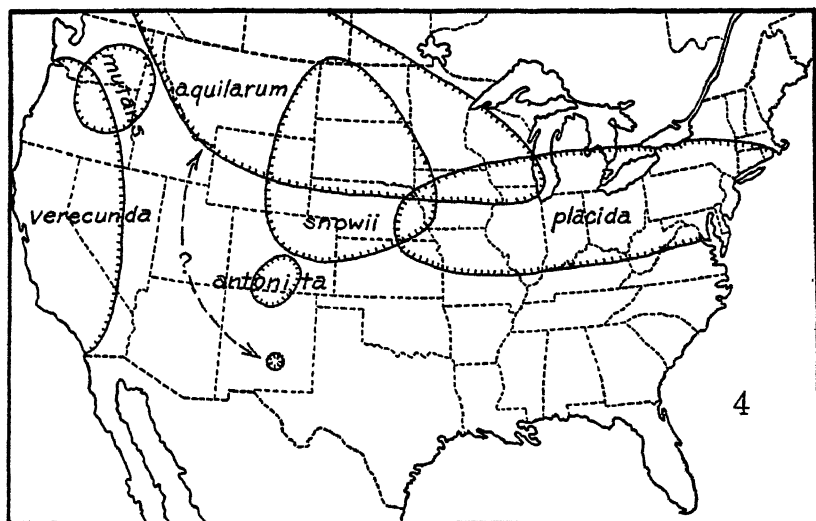 mutans
aquilarum
verecunda
snowii
placida
?
antonita
4